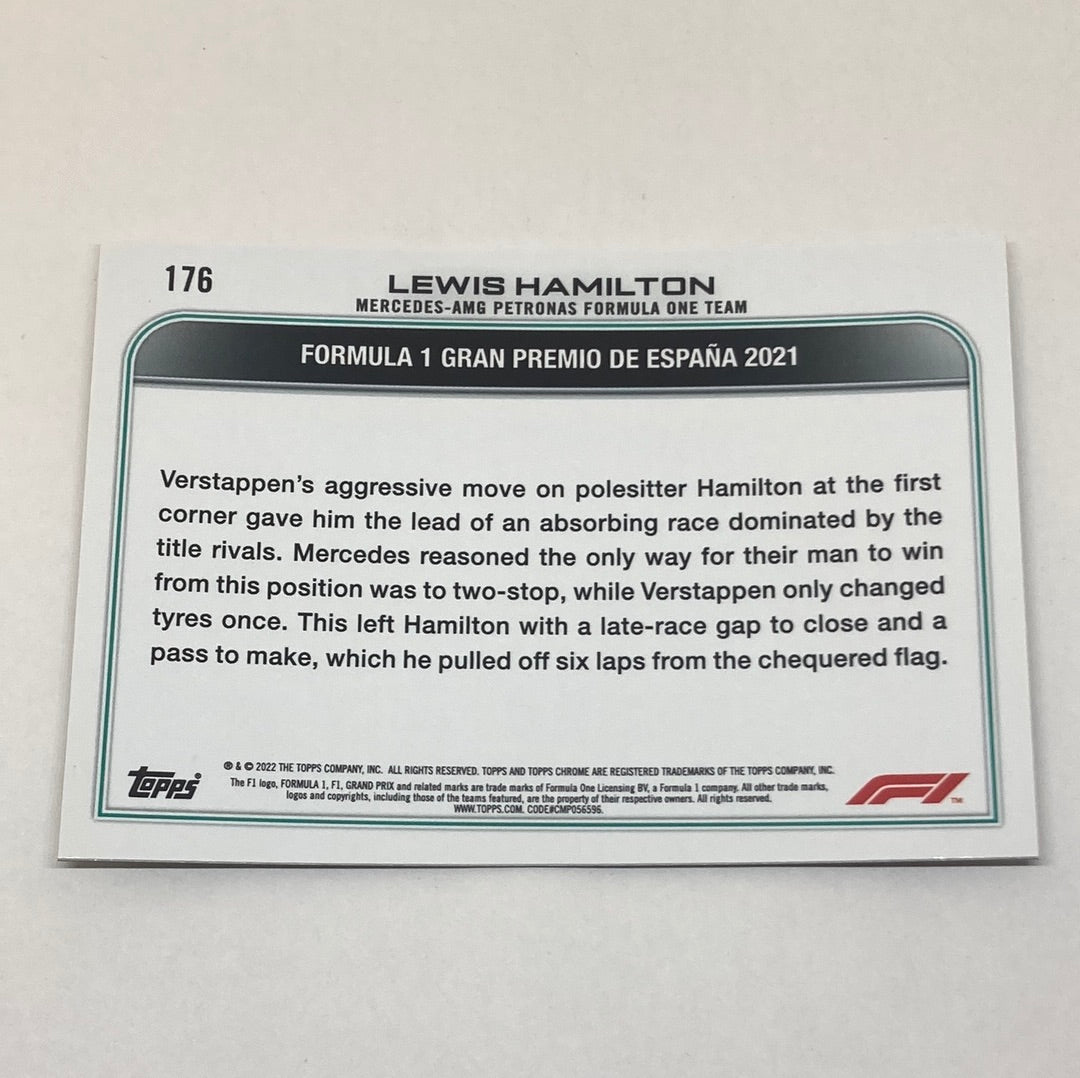 176
LEWIS HAMILTON
MERCEDES-AMG PETRONAS FORMULA ONE TEAM
FORMULA 1 GRAN PREMIO DE ESPAÑA 2021
Verstappen's aggressive move on polesitter Hamilton at the first
corner gave him the lead of an absorbing race dominated by the
title rivals. Mercedes reasoned the only way for their man to win
from this position was to two-stop, while Verstappen only changed
tyres once. This left Hamilton with a late-race gap to close and a
pass to make, which he pulled off six laps from the chequered flag.
topps
® & © 2022 THE TOPPS COMPANY, INC. ALL RIGHTS RESERVED. TOPPS AND TOPPS CHROME ARE REGISTERED TRADEMARKS OF THE TOPPS COMPANY, INC.
The F1 logo, FORMULA 1, F1, GRAND PRIX and related marks are trade marks of Formula One Licensing BV, a Formula 1 company. All other trade marks,
logos and copyrights, including those of the teams featured, are the property of their respective owners. All rights reserved.
WWW.TOPPS.COM. CODE#CMP056596.
F1 TM